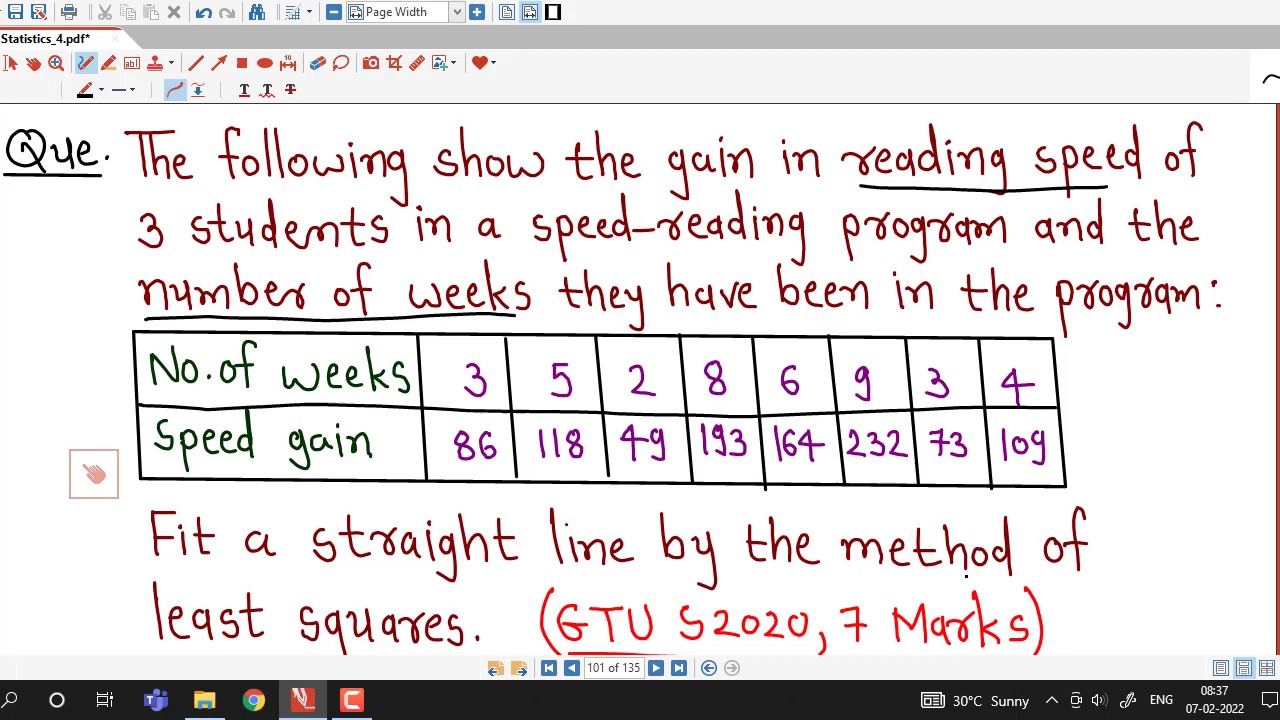 Page Width
Statistics_4.pdf*
Que. The following show the gain in reading speed of
3 students in a speed-reading program and the
number of weeks they have been in the program:
No. of weeks 3 5 2 8 6 9 3 4
Speed gain 86 118 49 193 164 232 73 109
Fit a straight line by the method of
least squares. (GTU S2020, 7 Marks)
101 of 135
30°C Sunny ENG 08:37
07-02-2022